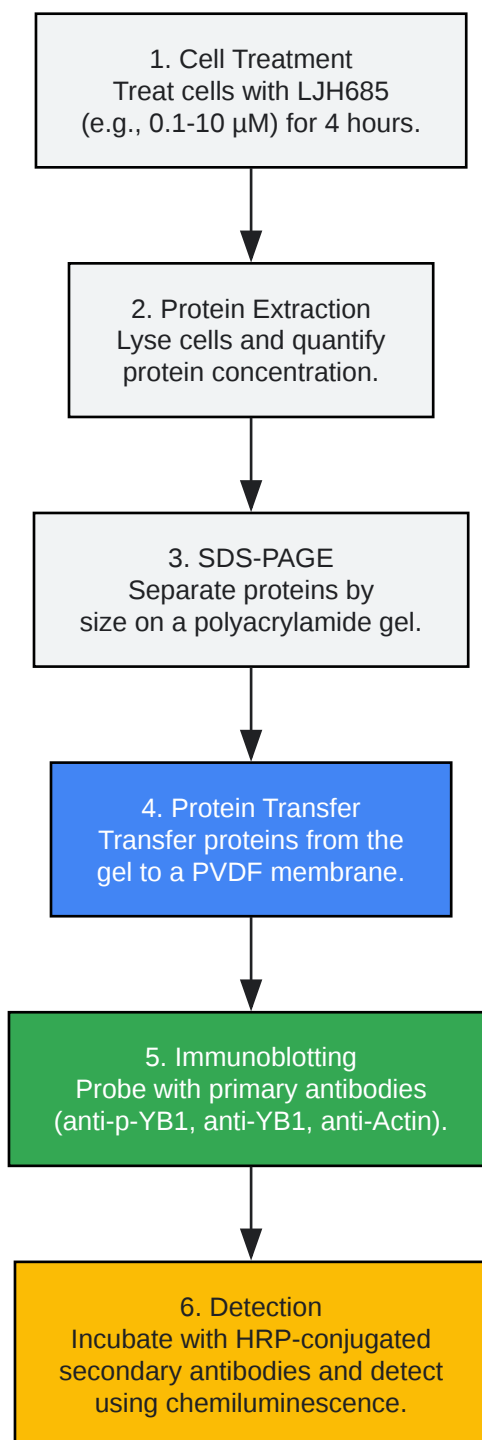 1. Cell Treatment
Treat cells with LJH685
(e.g., 0.1-10 µM) for 4 hours.
2. Protein Extraction
Lyse cells and quantify
protein concentration.
3. SDS-PAGE
Separate proteins by
size on a polyacrylamide gel.
4. Protein Transfer
Transfer proteins from the
gel to a PVDF membrane.
5. Immunoblotting
Probe with primary antibodies
(anti-p-YB1, anti-YB1, anti-Actin).
6. Detection
Incubate with HRP-conjugated
secondary antibodies and detect
using chemiluminescence.